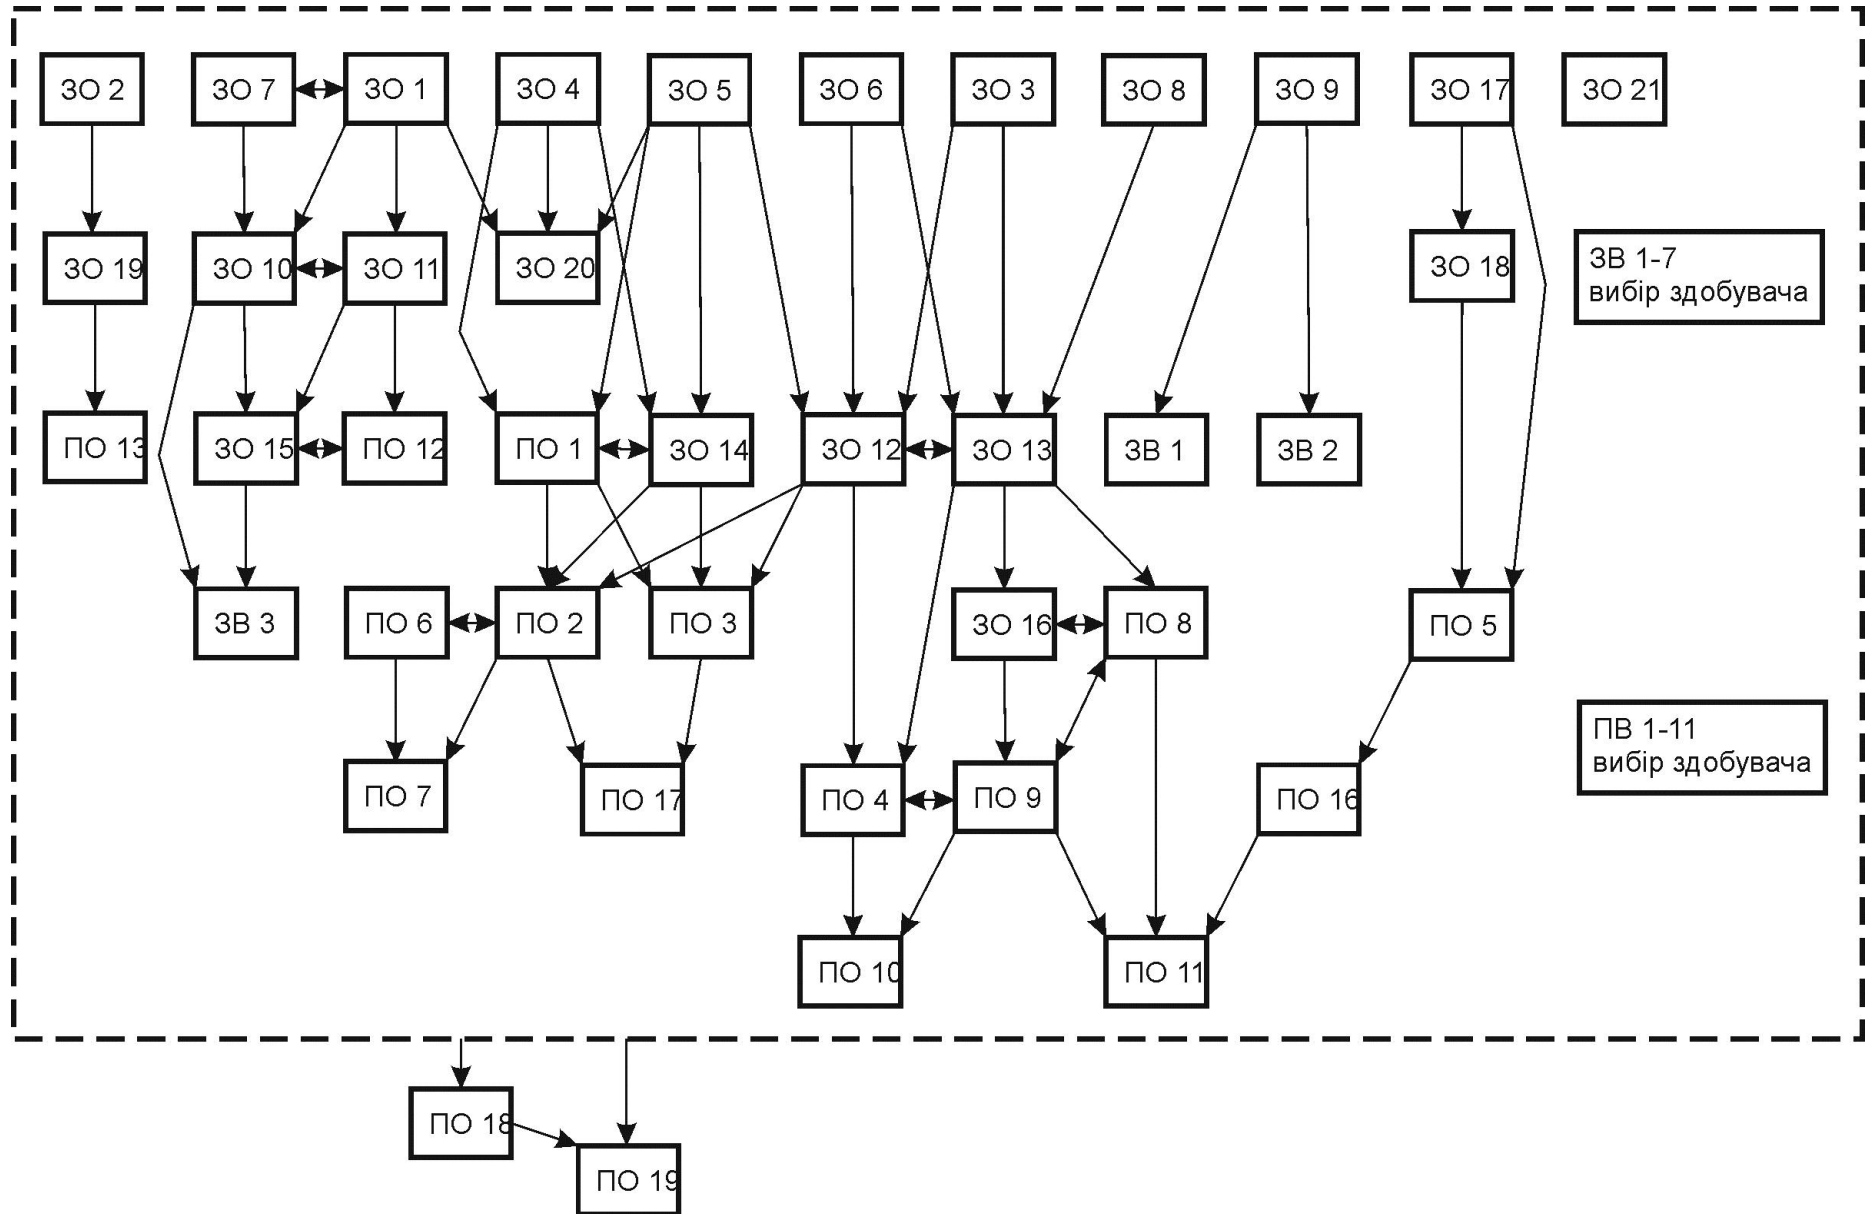 ЗО 2
ЗО 7
ЗО 1
ЗО 4
ЗО 5
ЗО 6
ЗО 3
ЗО 8
ЗО 9
ЗО 17
ЗО 21
ЗО 19
ЗО 10
ЗО 11
ЗО 20
ЗО 18
ЗВ 1-7
вибір здобувача
ПО 13
ЗО 15
ПО 12
ПО 1
ЗО 14
ЗО 12
ЗО 13
ЗВ 1
ЗВ 2
ЗВ 3
ПО 6
ПО 2
ПО 3
ЗО 16
ПО 8
ПО 5
ПВ 1-11
вибір здобувача
ПО 7
ПО 17
ПО 4
ПО 9
ПО 16
ПО 10
ПО 11
ПО 18
ПО 19